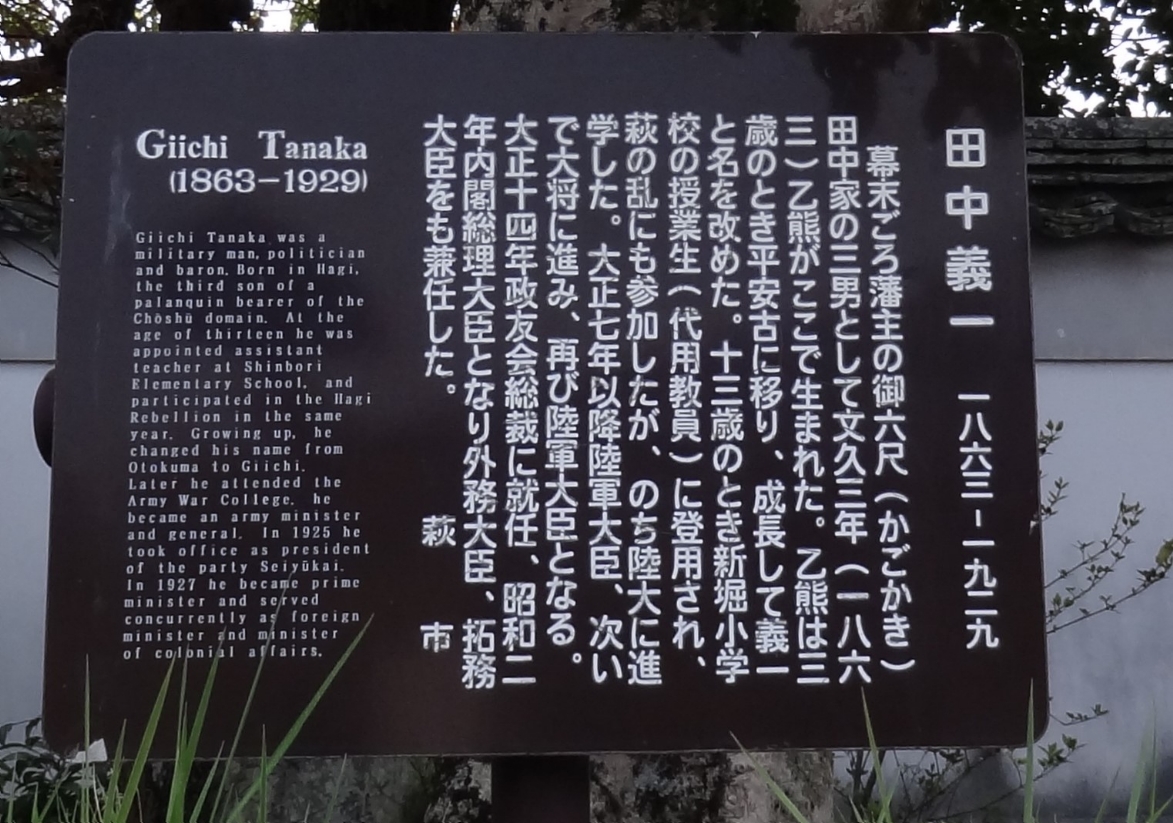 田中義一 一八六三-一九二九
幕末ごろ藩主の御六尺（かごかき）
田中家の三男として文久三年（一八六
三）乙熊がここで生まれた。乙熊は三
歳のとき平安古に移り、成長して義一
と名を改めた。十三歳のとき新堀小学
校の授業生（代用教員）に登用され、
萩の乱にも参加したが、のち陸大に進
学した。大正七年以降陸軍大臣、次い
で大将に進み、再び陸軍大臣となる。
大正十四年政友会総裁に就任、昭和二
年内閣総理大臣となり外務大臣、拓務
大臣をも兼任した。
萩市
Giichi Tanaka
(1863-1929)
Giichi Tanaka was a
military man, politician
and baron. Born in Hagi,
the third son of a
palanquin bearer of the
Chōshū domain. At the
age of thirteen he was
appointed assistant
teacher at Shinbori
Elementary School, and
participated in the Hagi
Rebellion in the same
year. Growing up, he
changed his name from
Otokuma to Giichi.
Later he attended the
Army War College, he
became an army minister
and general. In 1925 he
took office as president
of the party Seiyūkai.
In 1927 he became prime
minister and served
concurrently as foreign
minister and minister
of colonial affairs.